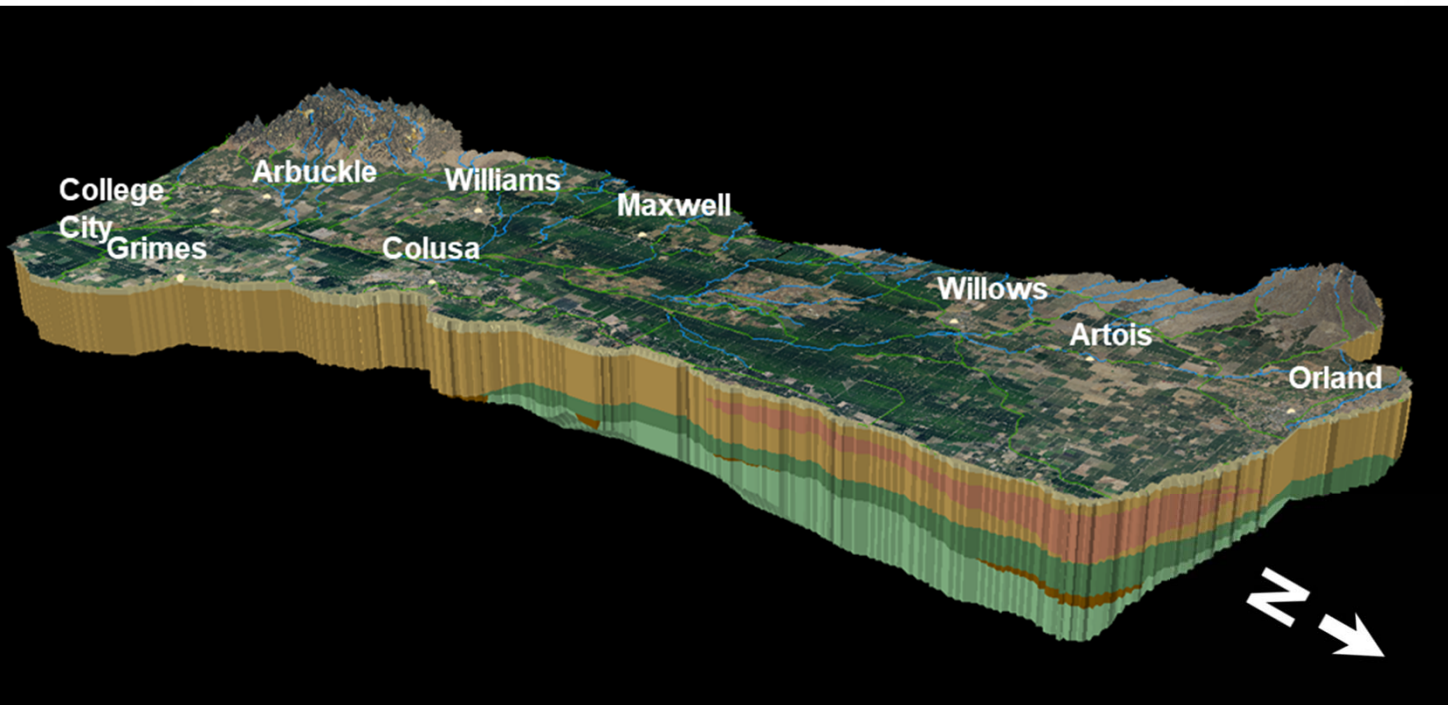 Arbuckle
Williams
College
City
Maxwell
Grimes
Colusa
Willows
Artois
Orland
N